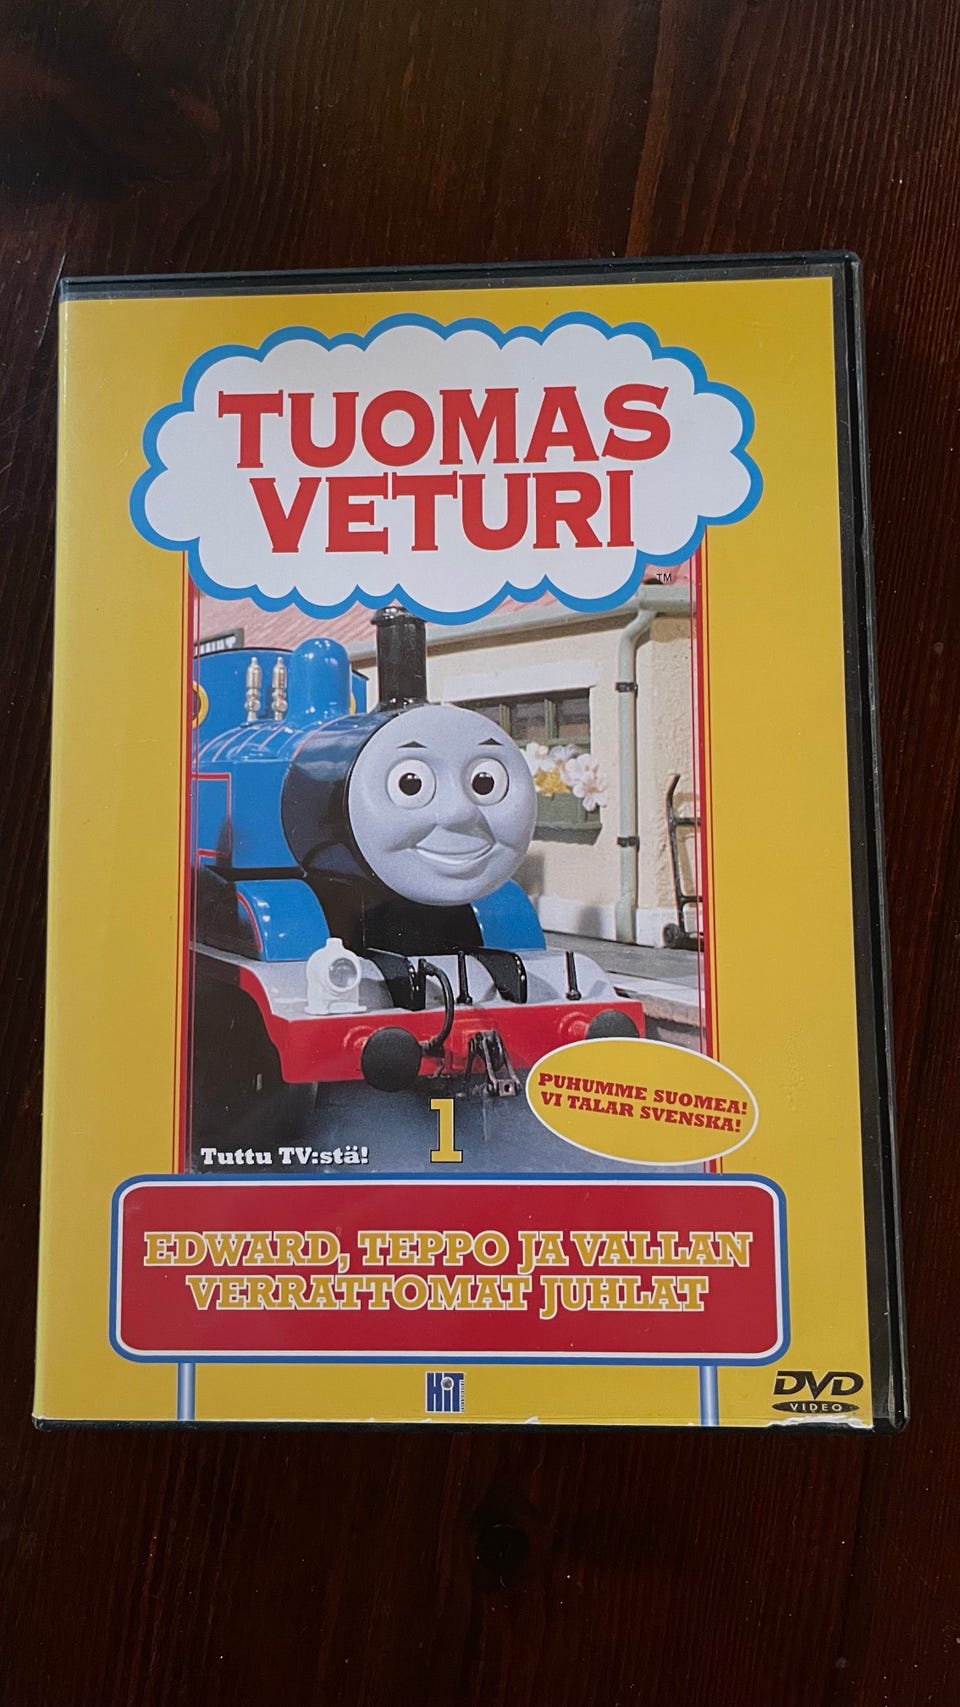 TUOMAS
VETURI
TM
PUHUMME SUOMEA!
VI TALAR SVENSKA!
1
Tuttu TV:stä!
EDWARD, TEPPO JA VALLAN
VERRATTOMAT JUHLAT
HiT
DVD
VIDEO